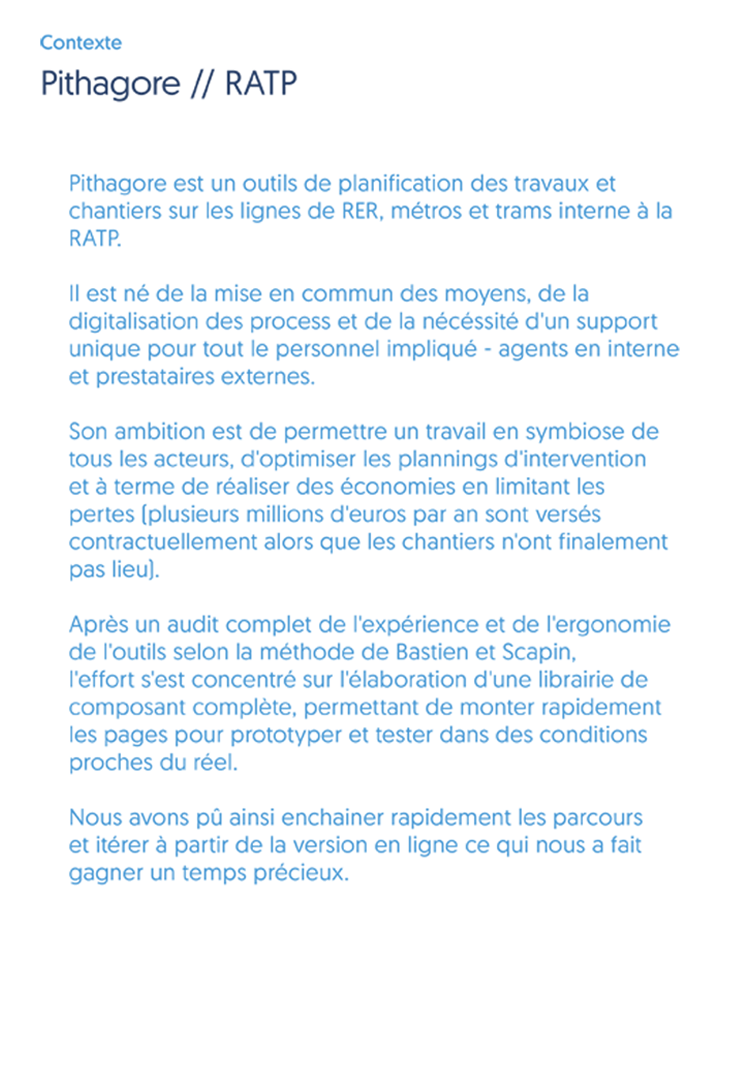 Contexte
Pithagore // RATP
Pithagore est un outils de planification des travaux et
chantiers sur les lignes de RER, métros et trams interne à la
RATP.
Il est né de la mise en commun des moyens, de la
digitalisation des process et de la nécéssité d'un support
unique pour tout le personnel impliqué - agents en interne
et prestataires externes.
Son ambition est de permettre un travail en symbiose de
tous les acteurs, d'optimiser les plannings d'intervention
et à terme de réaliser des économies en limitant les
pertes (plusieurs millions d'euros par an sont versés
contractuellement alors que les chantiers n'ont finalement
pas lieu).
Après un audit complet de l'expérience et de l'ergonomie
de l'outils selon la méthode de Bastien et Scapin,
l'effort s'est concentré sur l'élaboration d'une librairie de
composant complète, permettant de monter rapidement
les pages pour prototyper et tester dans des conditions
proches du réel.
Nous avons pû ainsi enchainer rapidement les parcours
et itérer à partir de la version en ligne ce qui nous a fait
gagner un temps précieux.